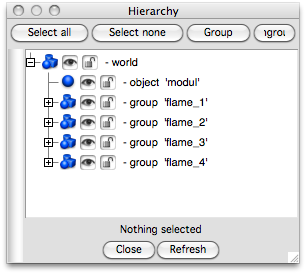 Hierarchy
Select all Select none Group
- world
- object 'modul'
- group 'flame_1'
- group 'flame_2'
- group 'flame_3'
- group 'flame_4'
Nothing selected
Close Refresh